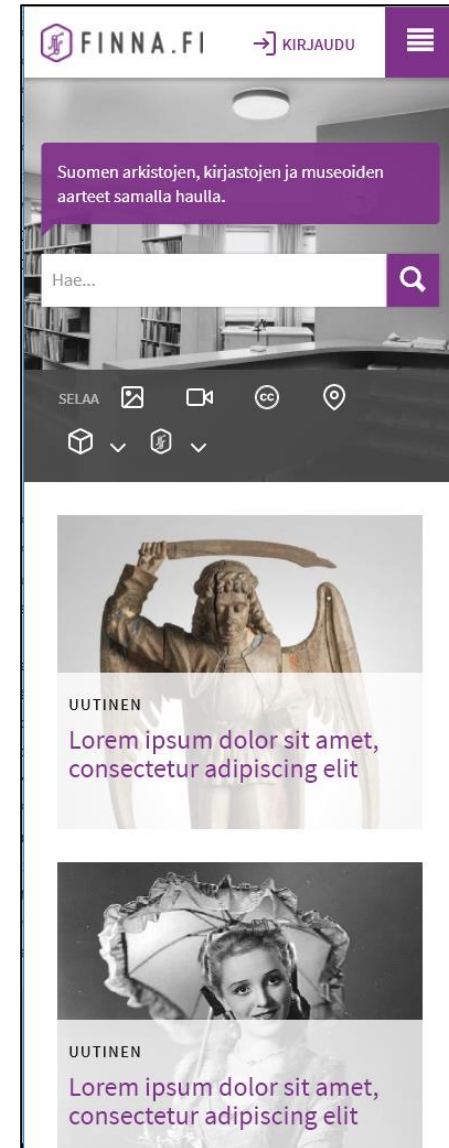 FINNA.FI
KIRJAUDU
Suomen arkistojen, kirjastojen ja museoiden
aarteet samalla haulla.
Hae...
SELAA
cc
UUTINEN
Lorem ipsum dolor sit amet,
consectetur adipiscing elit
UUTINEN
Lorem ipsum dolor sit amet,
consectetur adipiscing elit